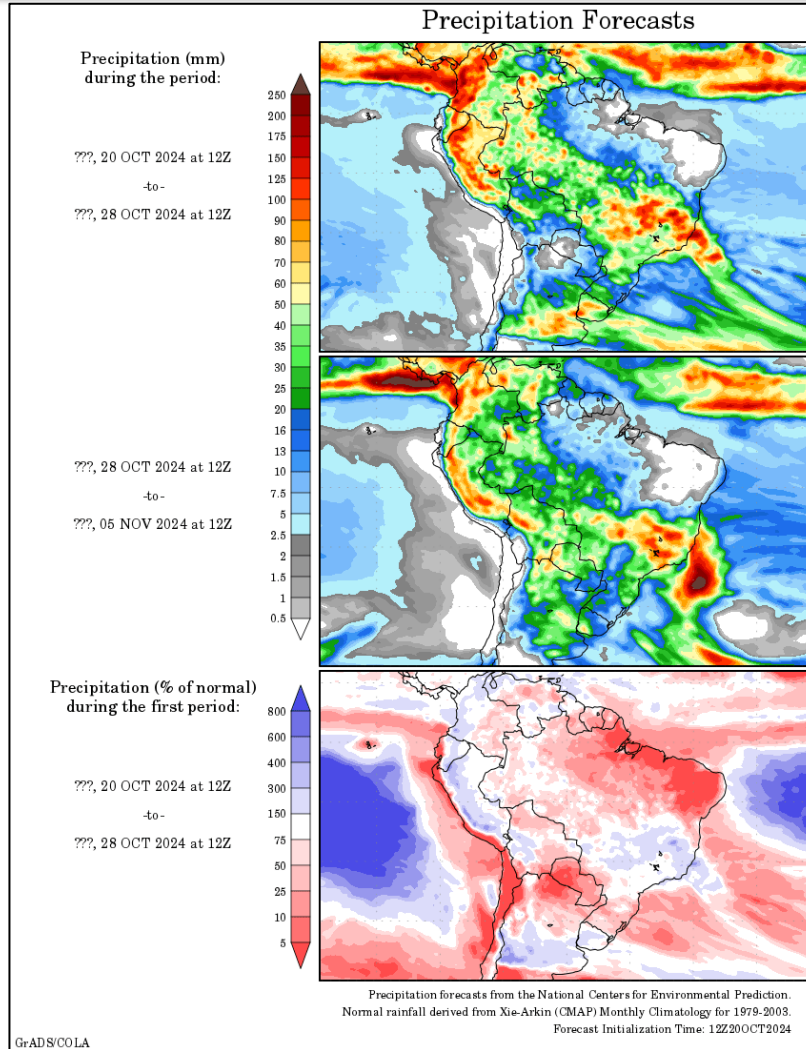 Precipitation Forecasts
Precipitation (mm)
during the period:
???, 20 OCT 2024 at 12Z
-to-
???, 28 OCT 2024 at 12Z
250
200
175
150
125
100
90
80
70
60
50
40
35
30
25
20
16
13
10
7.5
5
2.5
2
1.5
1
0.5
???, 28 OCT 2024 at 12Z
-to-
???, 05 NOV 2024 at 12Z
Precipitation (% of normal)
during the first period:
???, 20 OCT 2024 at 12Z
-to-
???, 28 OCT 2024 at 12Z
800
600
400
300
150
75
50
25
10
5
Precipitation forecasts from the National Centers for Environmental Prediction.
Normal rainfall derived from Xie-Arkin (CMAP) Monthly Climatology for 1979-2003.
Forecast Initialization Time: 12Z20OCT2024
GrADS/COLA